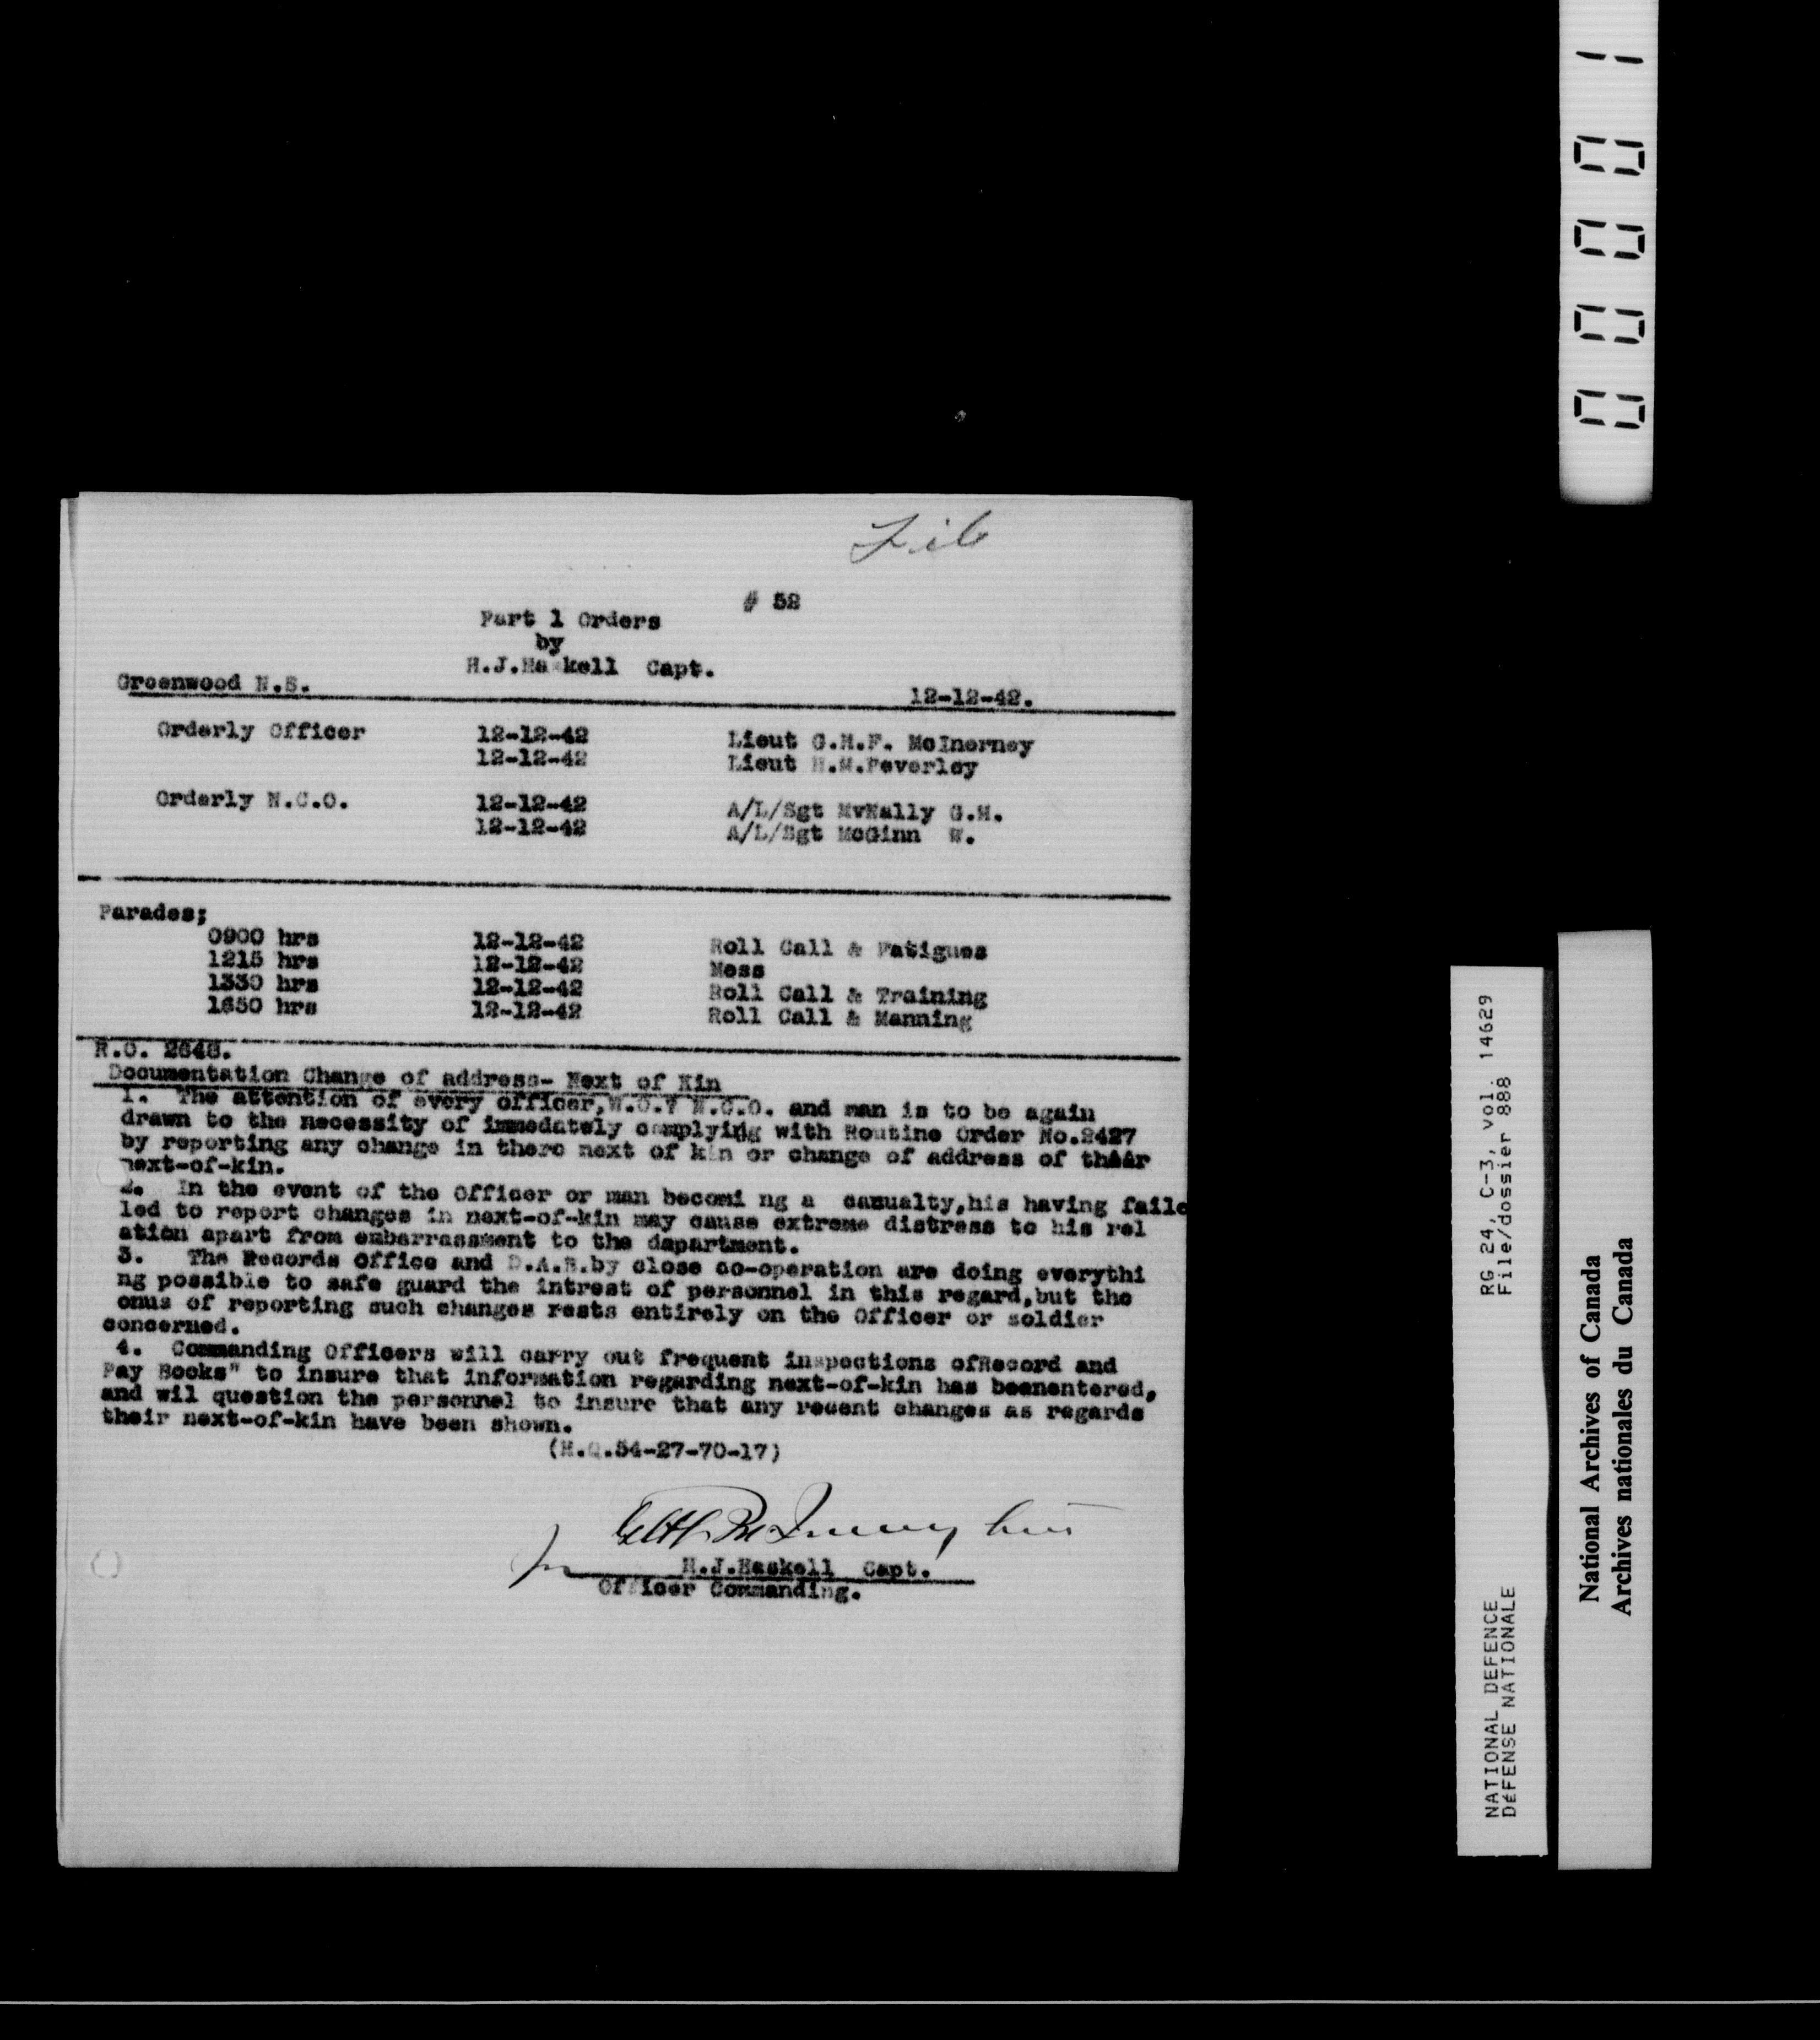 File
# 52
Part 1 Orders
by
H.J.Haskell Capt.
Greenwood N.S.
12-12-42.
Orderly Officer 12-12-42 Lieut G.M.F. McInerney
12-12-42 Lieut H.M.Peverley
Orderly N.C.O. 12-12-42 A/L/Sgt MvNally G.M.
12-12-42 A/L/Sgt McGinn W.
Parades;
0900 hrs 12-12-42 Roll Call & Fatigues
1215 hrs 12-12-42 Mess
1330 hrs 12-12-42 Roll Call & Training
1650 hrs 12-12-42 Roll Call & Manning
R.O. 2646.
Documentation Change of address- Next of Kin
1. The attention of every officer,W.O.? N.C.O. and man is to be again
drawn to the necessity of immedately complying with Routine Order No.2427
by reporting any change in there next of kin or change of address of their
next-of-kin.
2. In the event of the Officer or man becomi ng a casualty,his having faile
led to report changes in next-of-kin may cause extreme distress to his rel
ation apart from embarrassment to the department.
3. The Records Office and D.A.R.by close co-operation are doing everythi
ng possible to safe guard the intrest of personnel in this regard,but the
onus of reporting such changes rests entirely on the Officer or soldier
concerned.
4. Commanding Officers will carry out frequent inspections ofRecord and
Pay Books" to insure that information regarding next-of-kin has beenentered,
and wil question the personnel to insure that any recent changes as regards
their next-of-kin have been shown.
(H.Q.54-27-70-17)
for
H.J.Haskell Capt.
Officer Commanding.
00001
RG 24, C-3, vol. 14629
File/dossier 888
NATIONAL DEFENCE
DÉFENSE NATIONALE
National Archives of Canada
Archives nationales du Canada